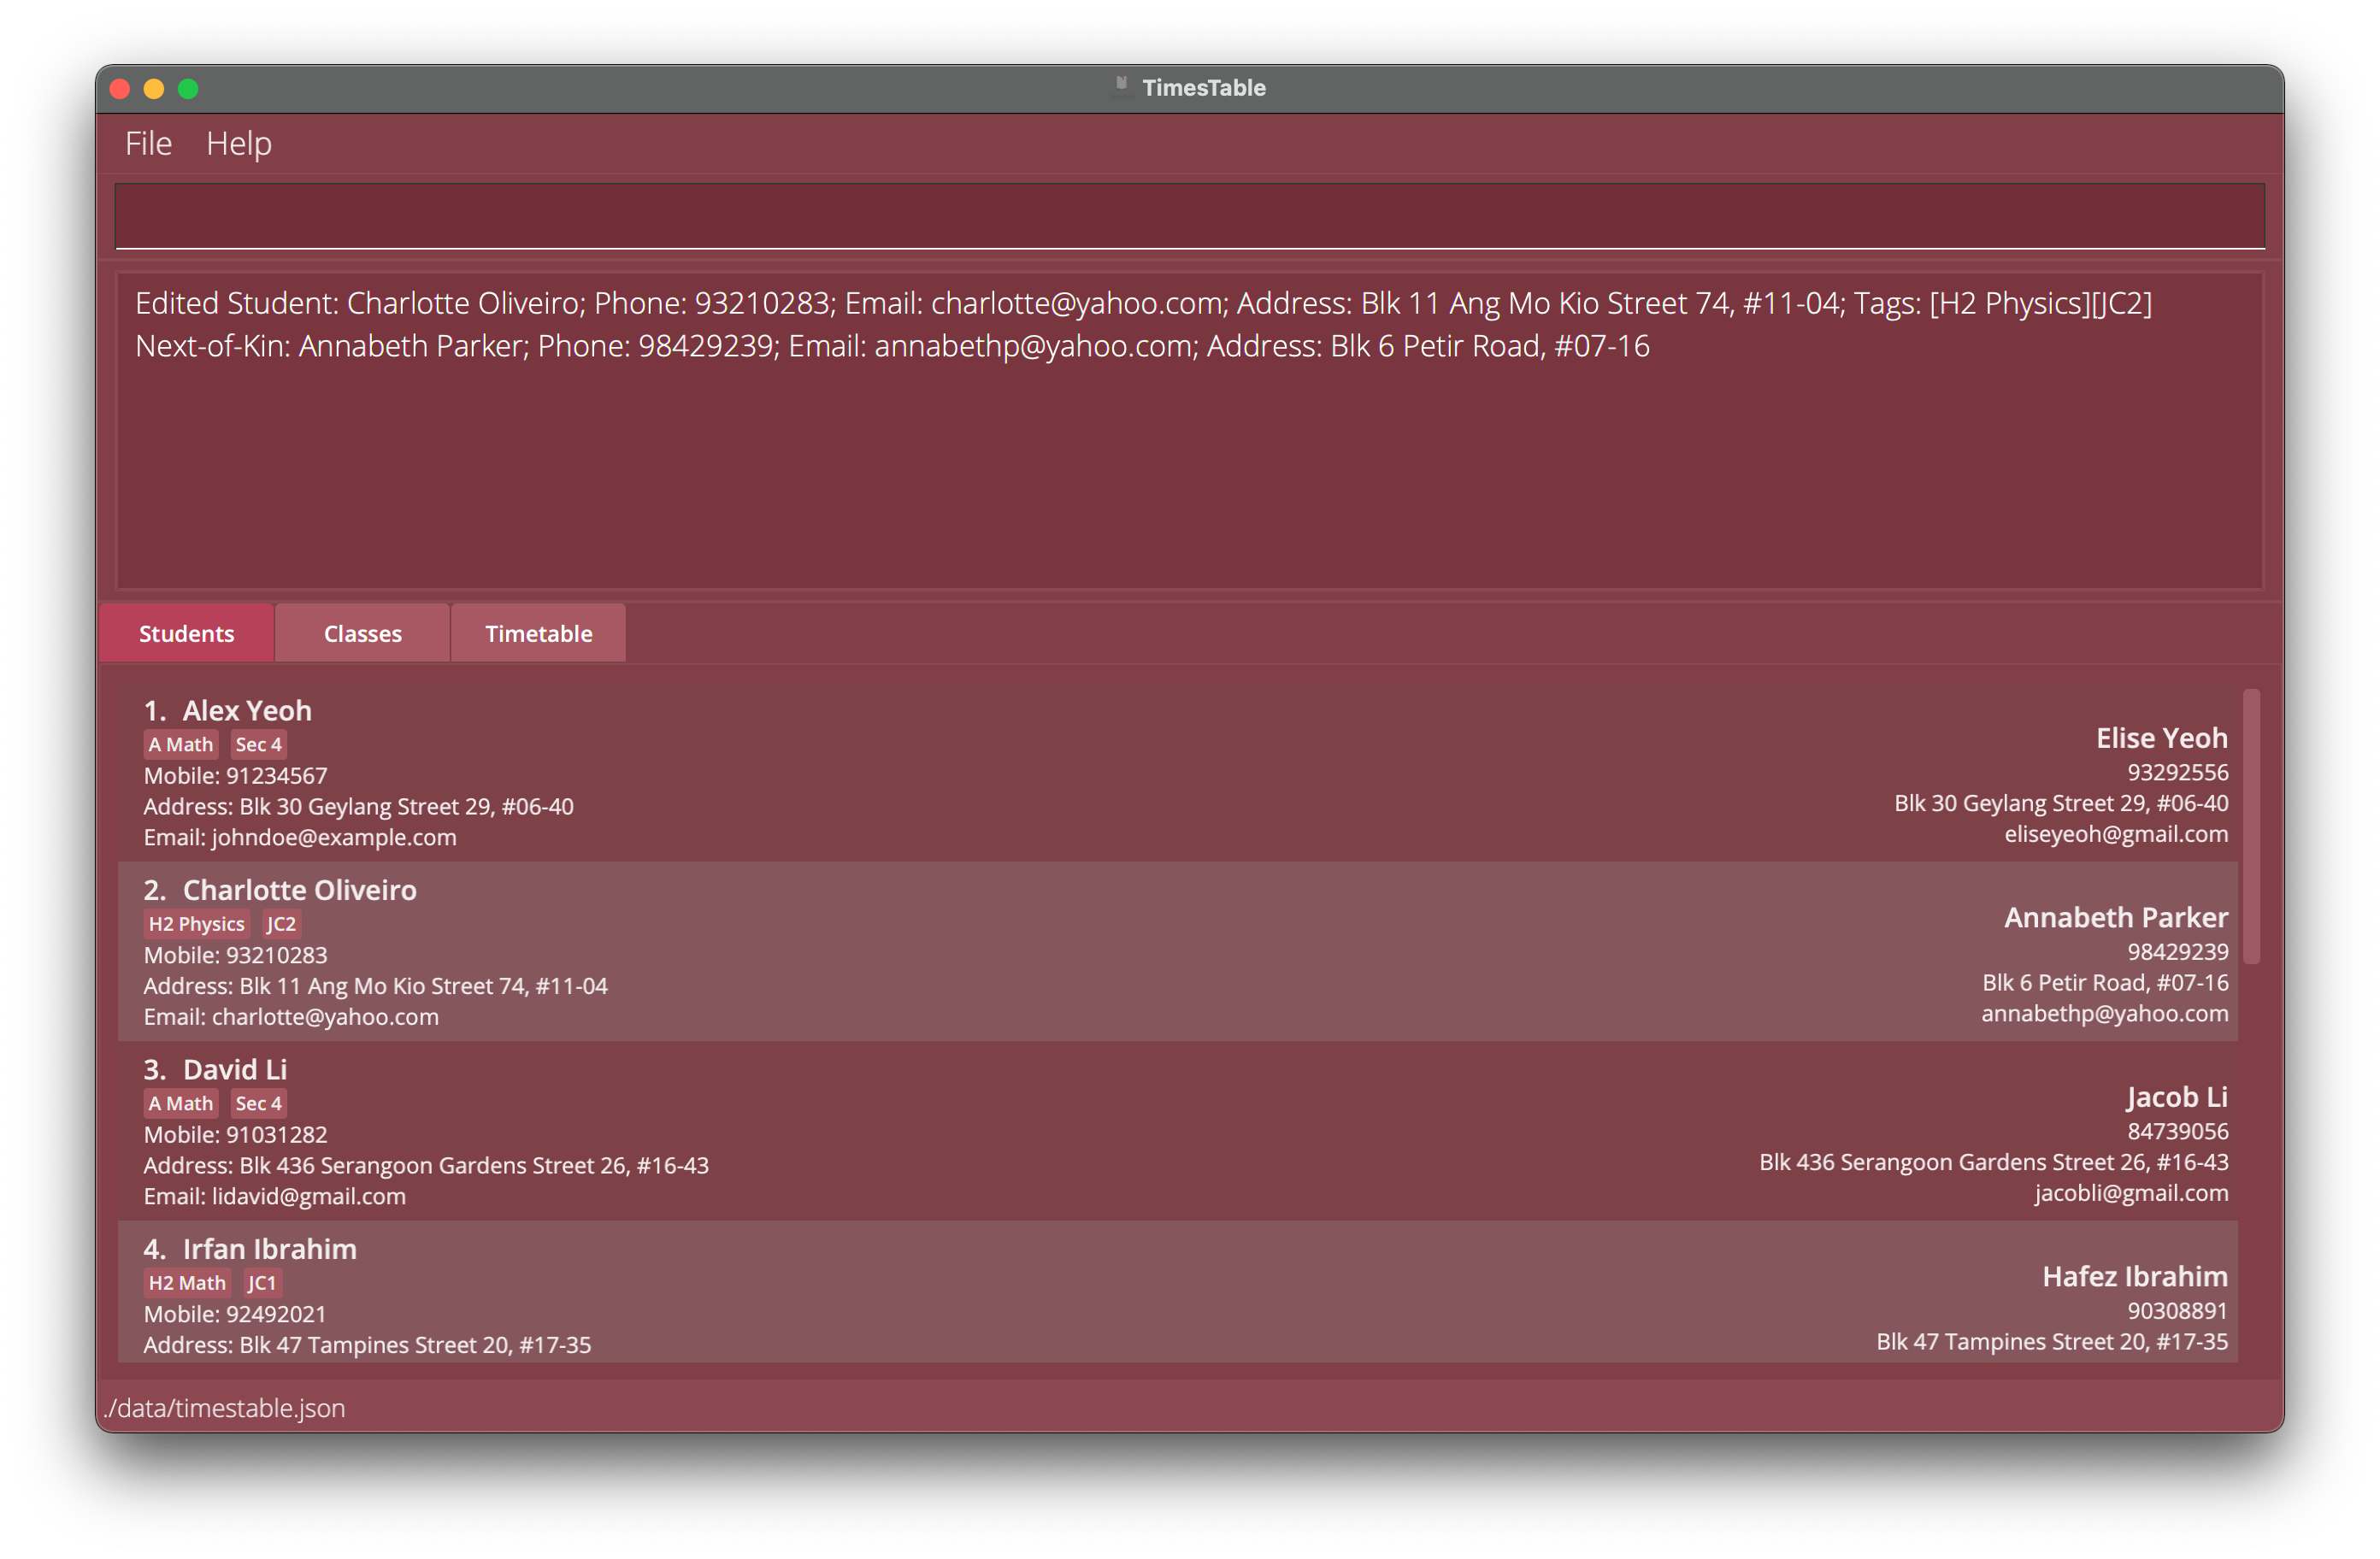 TimesTable
File Help
Edited Student: Charlotte Oliveiro; Phone: 93210283; Email: charlotte@yahoo.com; Address: Blk 11 Ang Mo Kio Street 74, #11-04; Tags: [H2 Physics][JC2]
Next-of-Kin: Annabeth Parker; Phone: 98429239; Email: annabethp@yahoo.com; Address: Blk 6 Petir Road, #07-16
Students Classes Timetable
1. Alex Yeoh
A Math Sec 4
Mobile: 91234567
Address: Blk 30 Geylang Street 29, #06-40
Email: johndoe@example.com
Elise Yeoh
93292556
Blk 30 Geylang Street 29, #06-40
eliseyeoh@gmail.com
2. Charlotte Oliveiro
H2 Physics JC2
Mobile: 93210283
Address: Blk 11 Ang Mo Kio Street 74, #11-04
Email: charlotte@yahoo.com
Annabeth Parker
98429239
Blk 6 Petir Road, #07-16
annabethp@yahoo.com
3. David Li
A Math Sec 4
Mobile: 91031282
Address: Blk 436 Serangoon Gardens Street 26, #16-43
Email: lidavid@gmail.com
Jacob Li
84739056
Blk 436 Serangoon Gardens Street 26, #16-43
jacobli@gmail.com
4. Irfan Ibrahim
H2 Math JC1
Mobile: 92492021
Address: Blk 47 Tampines Street 20, #17-35
Hafez Ibrahim
90308891
Blk 47 Tampines Street 20, #17-35
./data/timestable.json